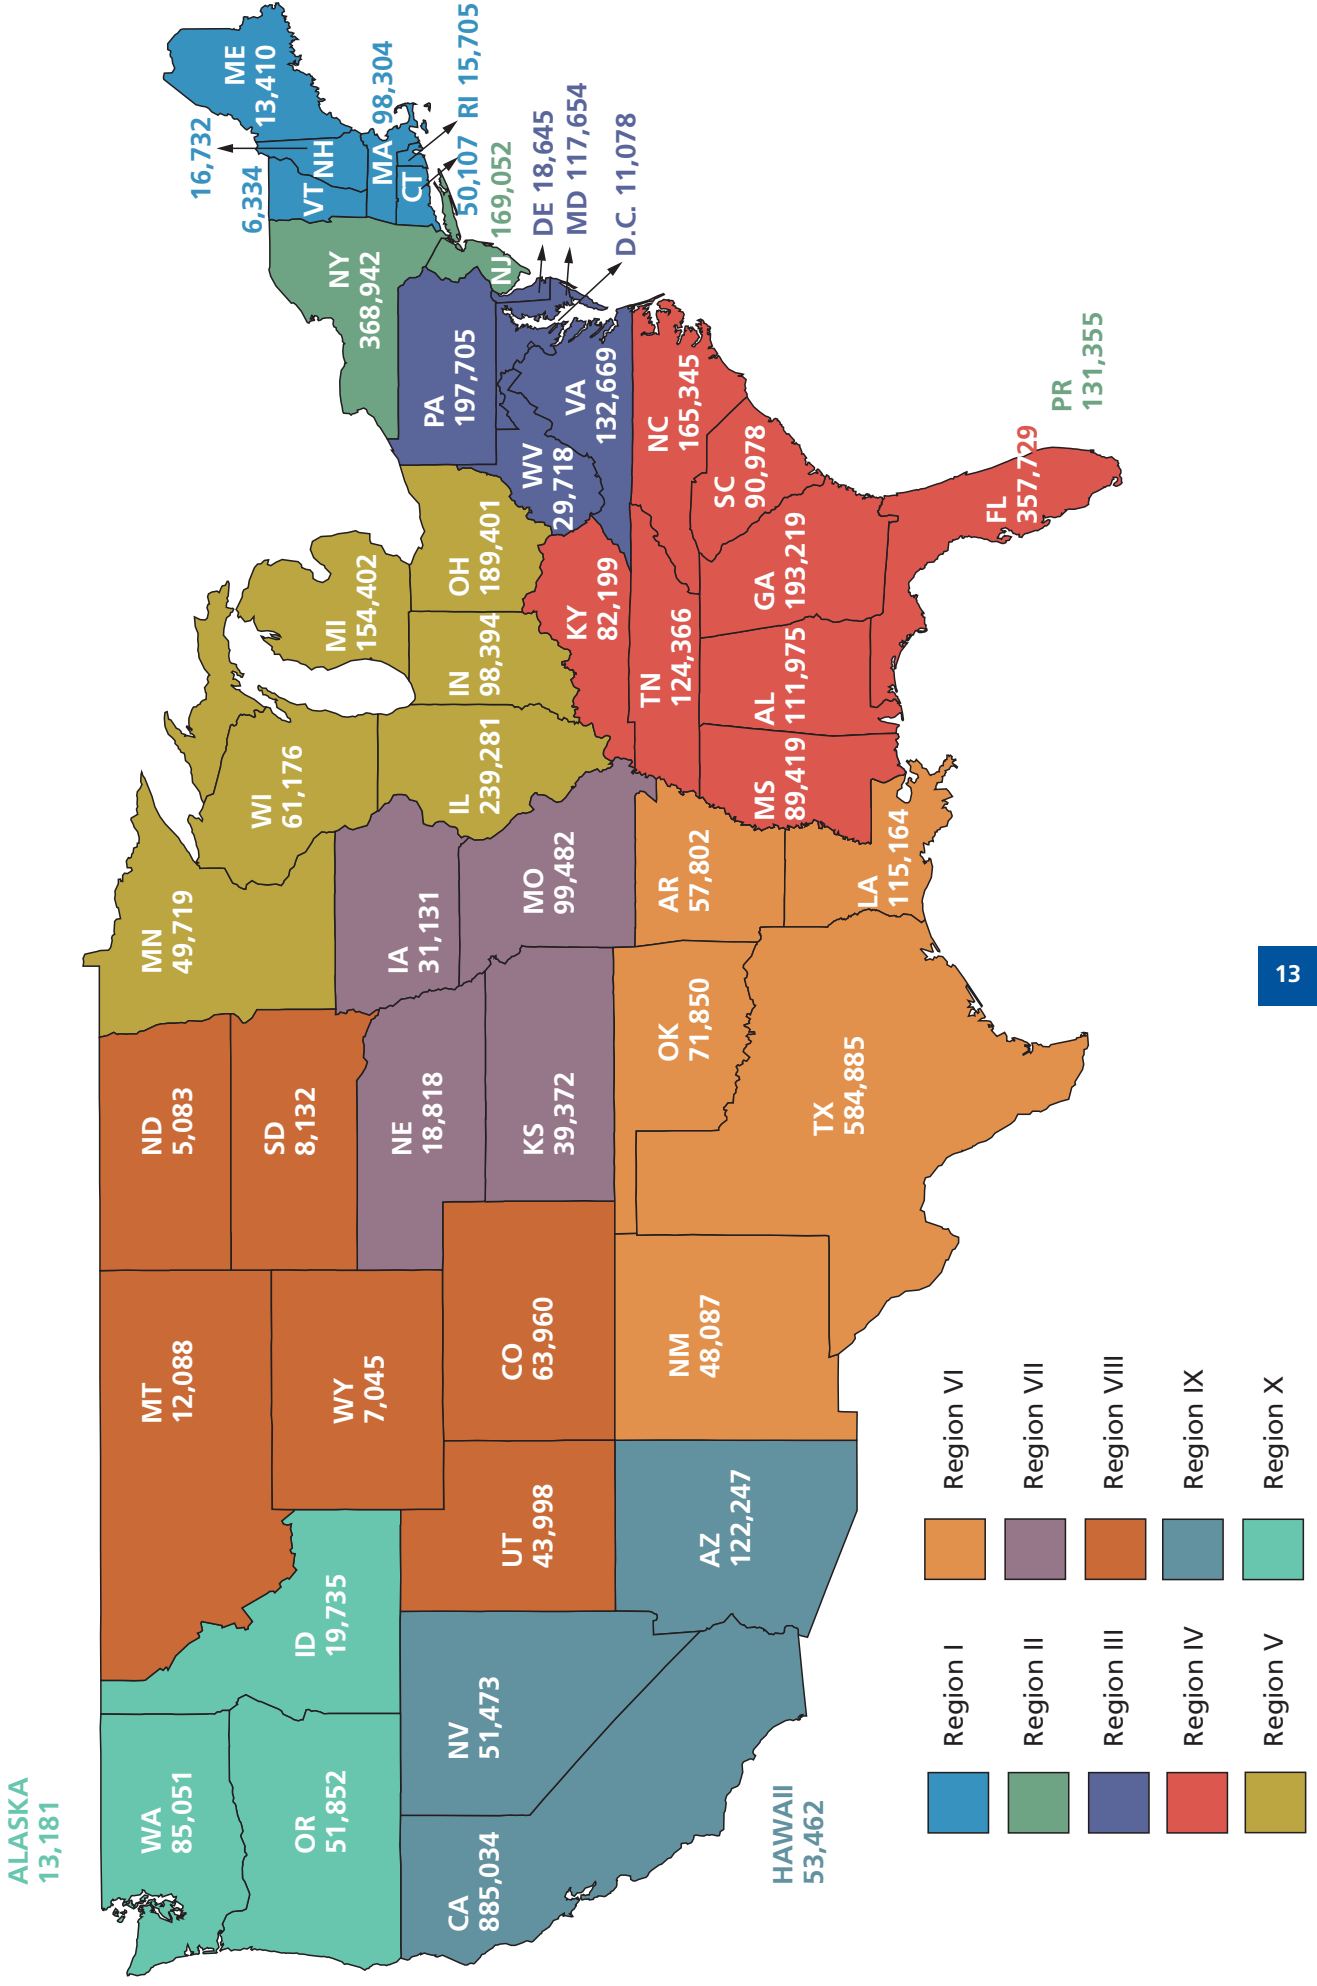 ALASKA
13,181
WA
85,051
OR
51,852
CA
885,034
HAWAII
53,462
NV
51,473
ID
19,735
MT
12,088
WY
7,045
UT
43,998
AZ
122,247
CO
63,960
NM
48,087
ND
5,083
SD
8,132
NE
18,818
KS
39,372
OK
71,850
TX
584,885
MN
49,719
IA
31,131
MO
99,482
AR
57,802
LA
115,164
WI
61,176
IL
239,281
MI
154,402
IN
98,394
OH
189,401
KY
82,199
TN
124,366
MS
89,419
AL
111,975
GA
193,219
FL
357,729
SC
90,978
NC
165,345
VA
132,669
WV
29,718
PA
197,705
NY
368,942
NJ
169,052
DE 18,645
MD 117,654
D.C. 11,078
PR
131,355
VT
6,334
NH
16,732
ME
13,410
MA
98,304
CT
50,107
RI 15,705
Region I
Region II
Region III
Region IV
Region V
Region VI
Region VII
Region VIII
Region IX
Region X
13